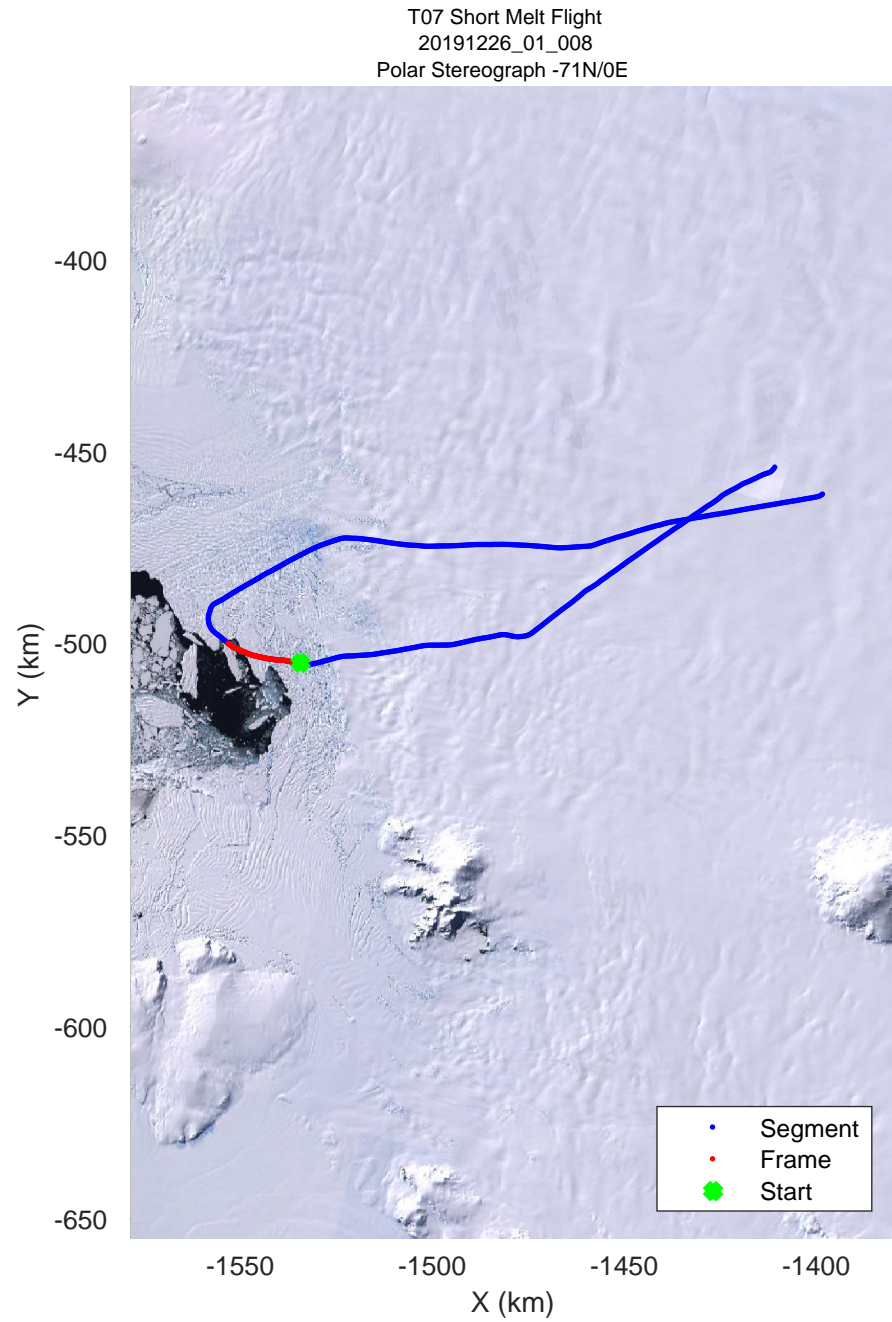 T07 Short Melt Flight
20191226_01_008
Polar Stereograph -71N/0E
-400
-450
-500
-550
-600
-650
Y (km)
-1550
-1500
-1450
-1400
X (km)
Segment
Frame
Start